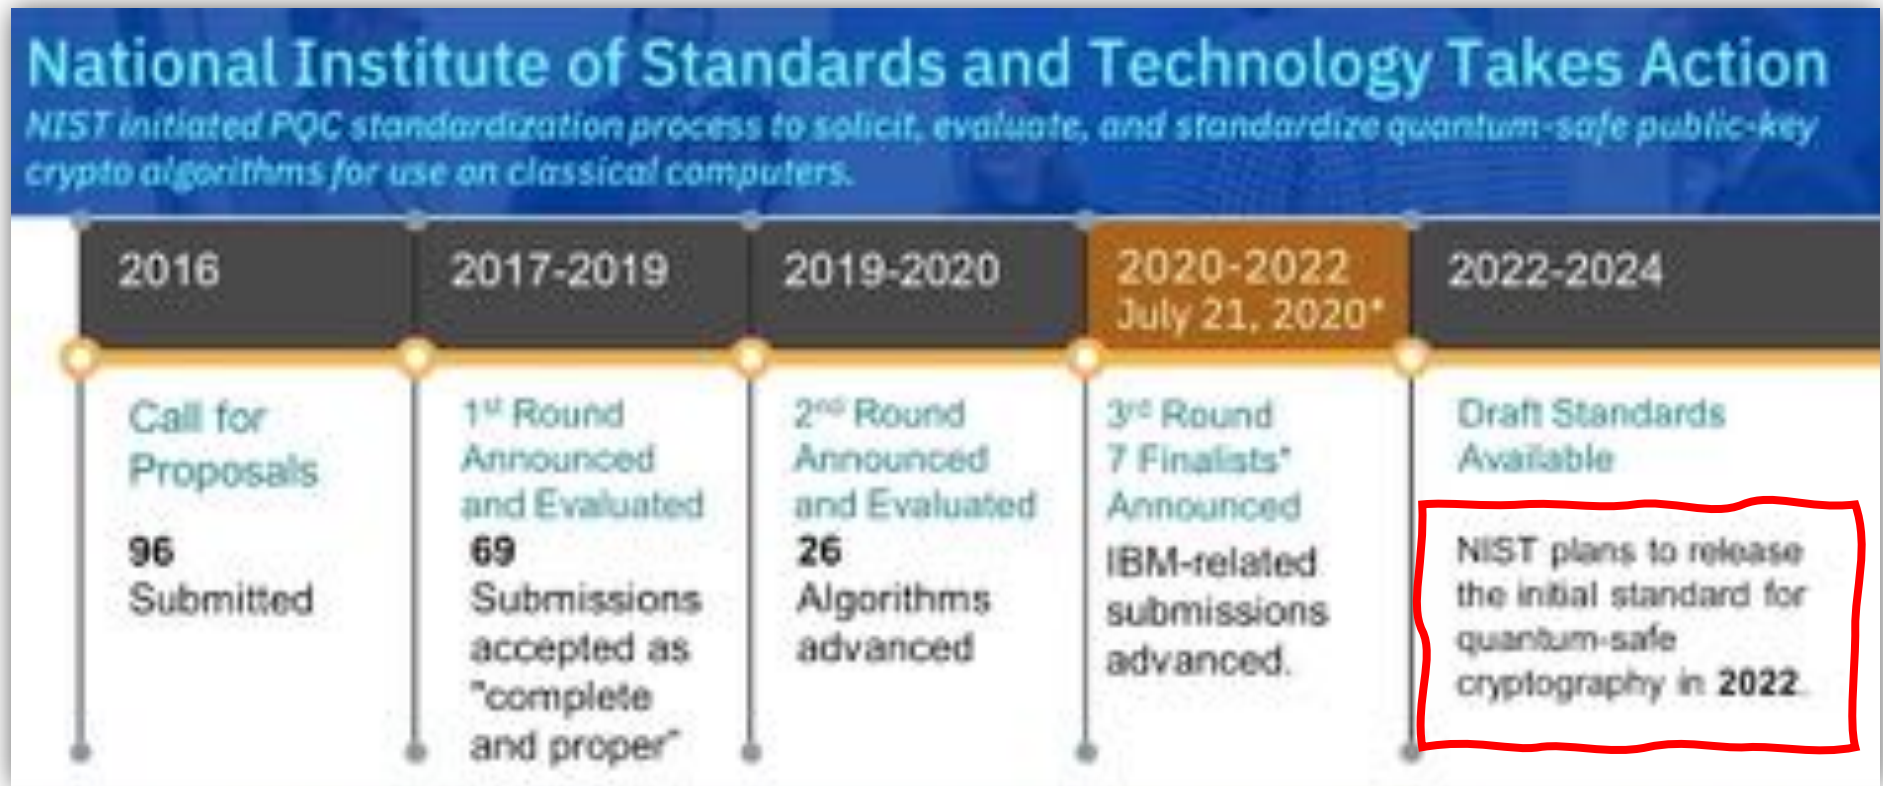 National Institute of Standards and Technology Takes Action
NIST initiated PQC standardization process to solicit, evaluate, and standardize quantum-safe public-key
crypto algorithms for use on classical computers.
2016
Call for
Proposals
96
Submitted
2017-2019
1st Round
Announced
and Evaluated
69
Submissions
accepted as
"complete
and proper"
2019-2020
2nd Round
Announced
and Evaluated
26
Algorithms
advanced
2020-2022
July 21, 2020*
3rd Round
7 Finalists*
Announced
IBM-related
submissions
advanced.
2022-2024
Draft Standards
Available
NIST plans to release
the initial standard for
quantum-safe
cryptography in 2022.